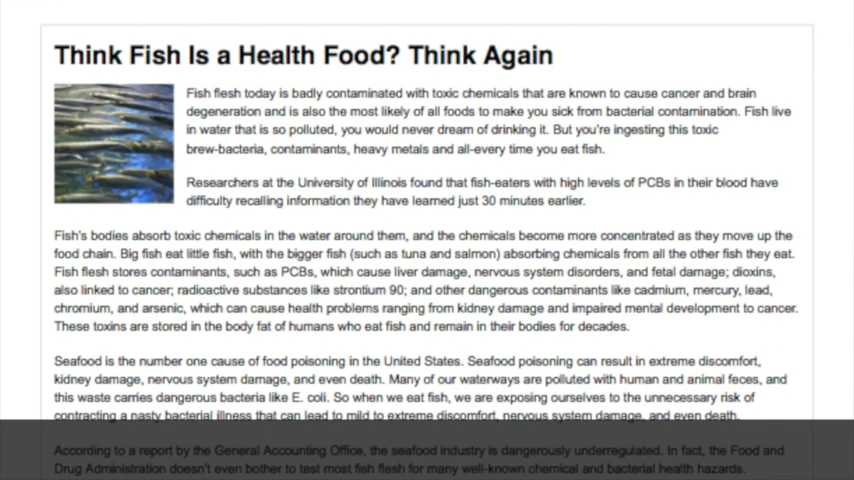 Think Fish Is a Health Food? Think Again
Fish flesh today is badly contaminated with toxic chemicals that are known to cause cancer and brain
degeneration and is also the most likely of all foods to make you sick from bacterial contamination. Fish live
in water that is so polluted, you would never dream of drinking it. But you're ingesting this toxic
brew-bacteria, contaminants, heavy metals and all-every time you eat fish.
Researchers at the University of Illinois found that fish-eaters with high levels of PCBs in their blood have
difficulty recalling information they have learned just 30 minutes earlier.
Fish's bodies absorb toxic chemicals in the water around them, and the chemicals become more concentrated as they move up the
food chain. Big fish eat little fish, with the bigger fish (such as tuna and salmon) absorbing chemicals from all the other fish they eat.
Fish flesh stores contaminants, such as PCBs, which cause liver damage, nervous system disorders, and fetal damage; dioxins,
also linked to cancer; radioactive substances like strontium 90; and other dangerous contaminants like cadmium, mercury, lead,
chromium, and arsenic, which can cause health problems ranging from kidney damage and impaired mental development to cancer.
These toxins are stored in the body fat of humans who eat fish and remain in their bodies for decades.
Seafood is the number one cause of food poisoning in the United States. Seafood poisoning can result in extreme discomfort,
kidney damage, nervous system damage, and even death. Many of our waterways are polluted with human and animal feces, and
this waste carries dangerous bacteria like E. coli. So when we eat fish, we are exposing ourselves to the unnecessary risk of
contracting a nasty bacterial illness that can lead to mild to extreme discomfort, nervous system damage, and even death.
According to a report by the General Accounting Office, the seafood industry is dangerously underregulated. In fact, the Food and
Drug Administration doesn't even bother to test most fish flesh for many well-known chemical and bacterial health hazards.